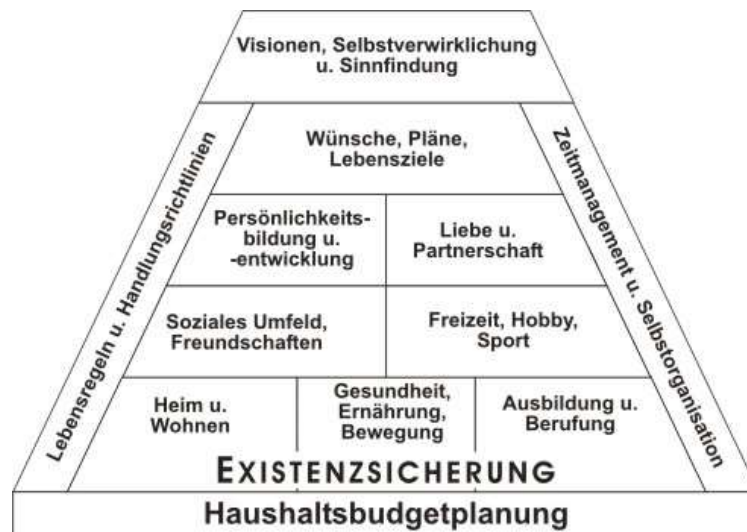 Visionen, Selbstverwirklichung
u. Sinnfindung
Lebensregeln u. Handlungsrichtlinien
Wünsche, Pläne,
Lebensziele
Zeitmanagement u. Selbstorganisation
Persönlichkeits-
bildung u.
-entwicklung
Liebe u.
Partnerschaft
Soziales Umfeld,
Freundschaften
Freizeit, Hobby,
Sport
Heim u.
Wohnen
Gesundheit,
Ernährung,
Bewegung
Ausbildung u.
Berufung
EXISTENZSICHERUNG
Haushaltsbudgetplanung